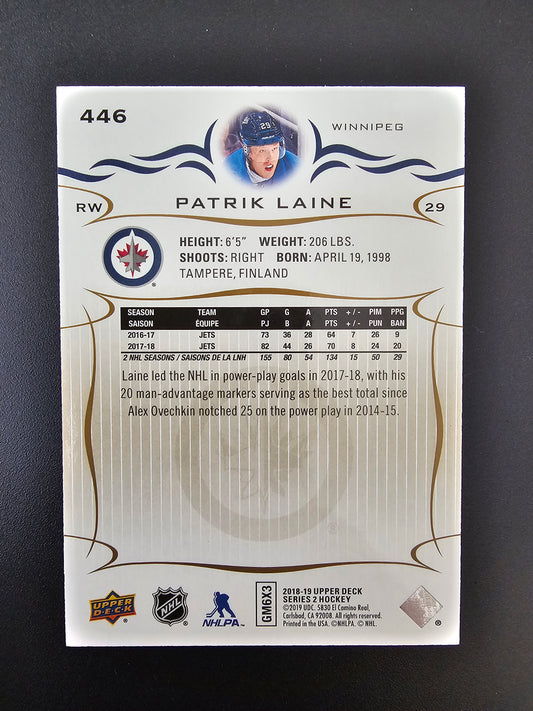 446
29
WINNIPEG
RW
PATRIK LAINE
29
HEIGHT: 6'5" WEIGHT: 206 LBS.
SHOOTS: RIGHT BORN: APRIL 19, 1998
TAMPERE, FINLAND
SEASON TEAM GP G A PTS +/- PIM PPG
SAISON ÉQUIPE PJ B A PTS +/- PUN BAN
2016-17 JETS 73 36 28 64 7 26 9
2017-18 JETS 82 44 26 70 8 24 20
2 NHL SEASONS / SAISONS DE LA LNH 155 80 54 134 15 50 29
Laine led the NHL in power-play goals in 2017-18, with his
20 man-advantage markers serving as the best total since
Alex Ovechkin notched 25 on the power play in 2014-15.
®
UPPER DECK
NHL
NHLPA
GM6X3
2018-19 UPPER DECK
SERIES 2 HOCKEY
©2019 UDC. 5830 El Camino Real,
Carlsbad, CA 92008. All rights reserved.
Printed in the USA. ©NHLPA. © NHL.
®